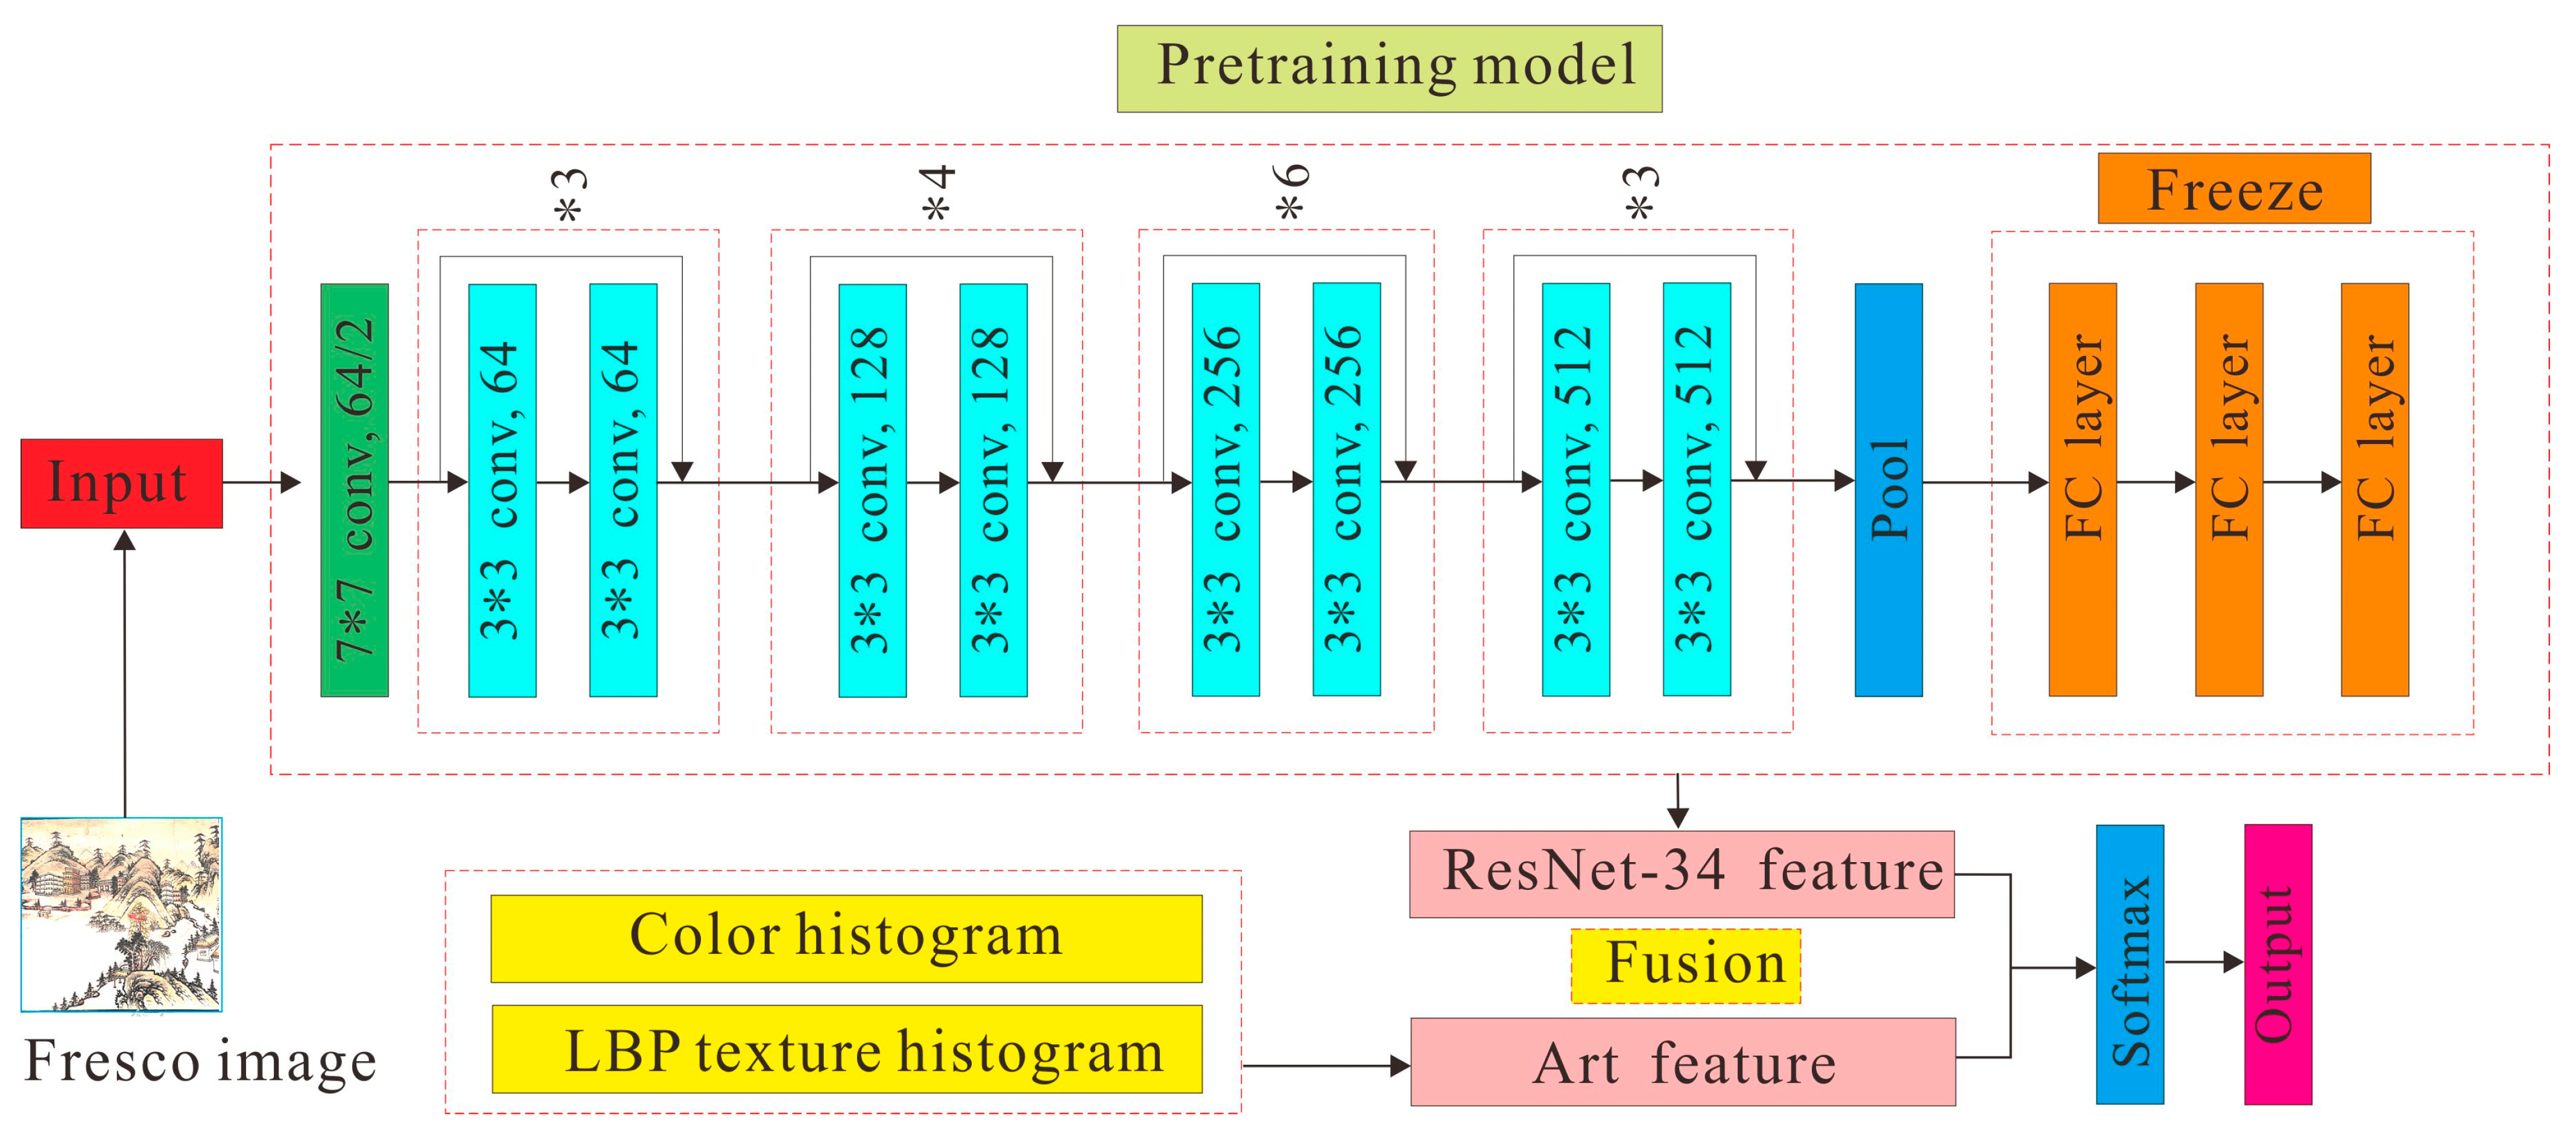 Pretraining model
*3
*4
*6
*3
Freeze
Input
7*7 conv, 64/2
3*3 conv, 64
3*3 conv, 64
3*3 conv, 128
3*3 conv, 128
3*3 conv, 256
3*3 conv, 256
3*3 conv, 512
3*3 conv, 512
Pool
FC layer
FC layer
FC layer
Fresco image
Color histogram
LBP texture histogram
ResNet-34 feature
Fusion
Art feature
Softmax
Output